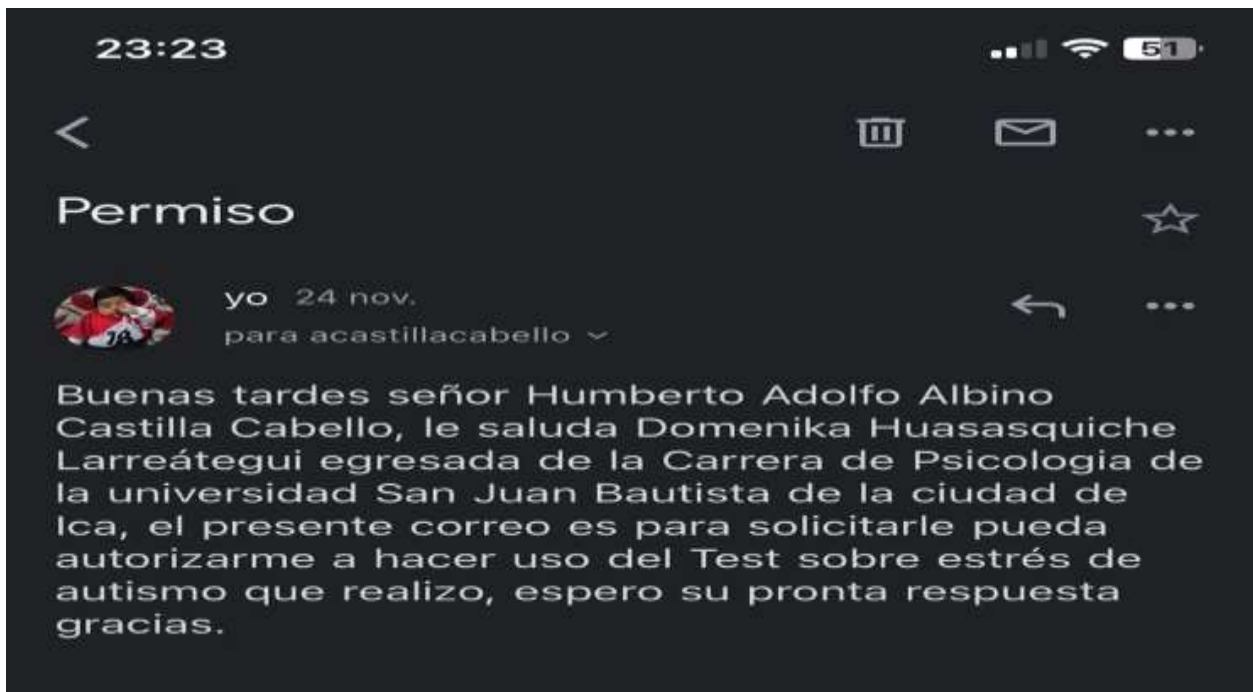 23:23
51
Permiso
yo 24 nov.
para acastillacabello
Buenas tardes señor Humberto Adolfo Albino
Castilla Cabello, le saluda Domenika Huasasquiche
Larreátegui egresada de la Carrera de Psicologia de
la universidad San Juan Bautista de la ciudad de
Ica, el presente correo es para solicitarle pueda
autorizarme a hacer uso del Test sobre estrés de
autismo que realizo, espero su pronta respuesta
gracias.